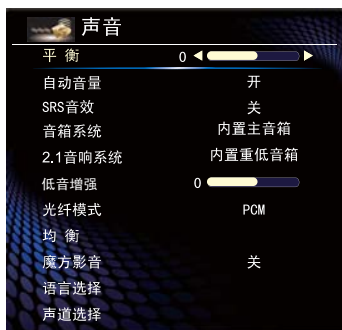 声音
平 衡 0
自动音量 开
SRS音效 关
音箱系统 内置主音箱
2.1音响系统 内置重低音箱
低音增强 0
光纤模式 PCM
均 衡
魔方影音 关
语言选择
声道选择